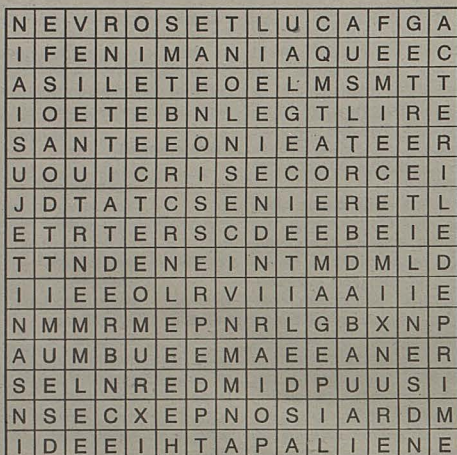 N E V R O S E T L U C A F G A
I F E N I M A N I A Q U E E C
A S I L E T E O E L M S M T T
I O E T E B N L E G T L I R E
S A N T E E O N I E A T E E R
U O U I C R I S E C O R C E I
J D T A T C S E N I E R E T L
E T R T E R S C D E E B E I E
T T N D E N E I N T M D M L D
I I E E O L R V I I A A I I E
N M M R M E P N R L G B X N P
A U M B U E E M A E E A N E R
S E L N R E D M I D P U U S I
N S E C X E P N O S I A R D M
I D E E I H T A P A L I E N E